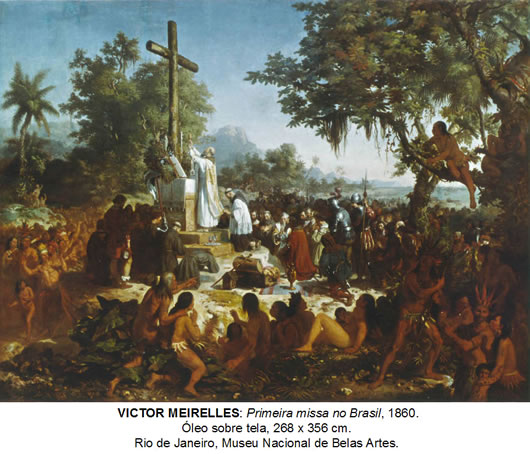 VICTOR MEIRELLES: Primeira missa no Brasil, 1860.
Óleo sobre tela, 268 x 356 cm.
Rio de Janeiro, Museu Nacional de Belas Artes.